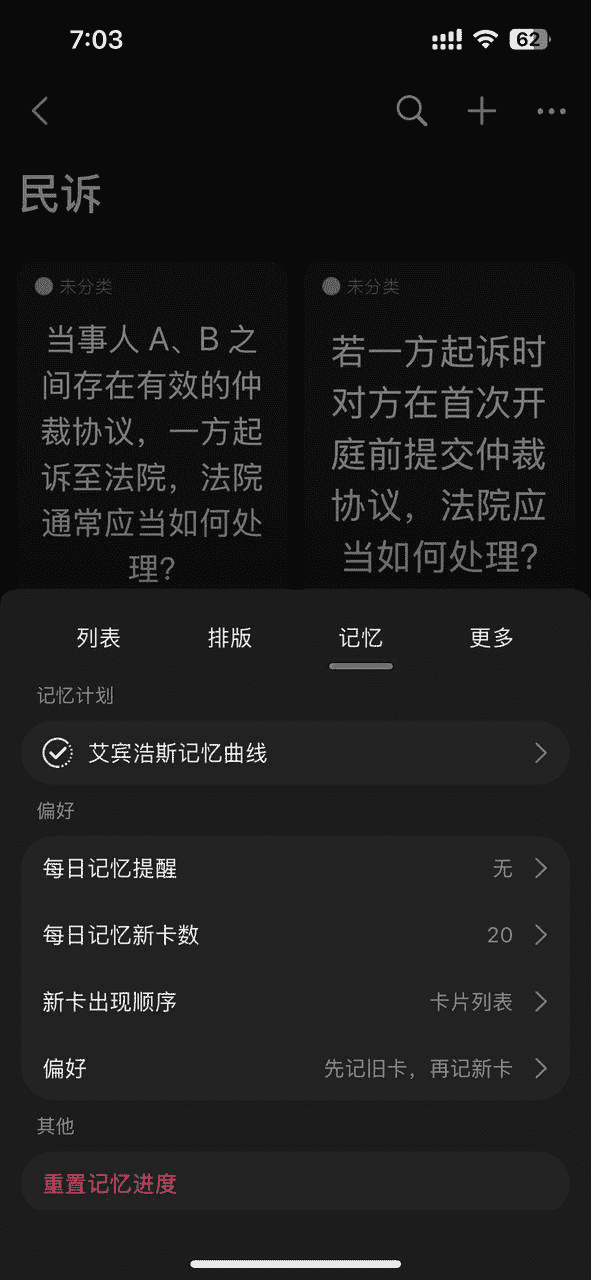 7:03
62
民诉
未分类
当事人 A、B 之
间存在有效的仲
裁协议，一方起
诉至法院，法院
通常应当如何处
理？
未分类
若一方起诉时
对方在首次开
庭前提交仲裁
协议，法院应
当如何处理？
列表
排版
记忆
更多
记忆计划
艾宾浩斯记忆曲线
偏好
每日记忆提醒
无
每日记忆新卡数
20
新卡出现顺序
卡片列表
偏好
先记旧卡，再记新卡
其他
重置记忆进度